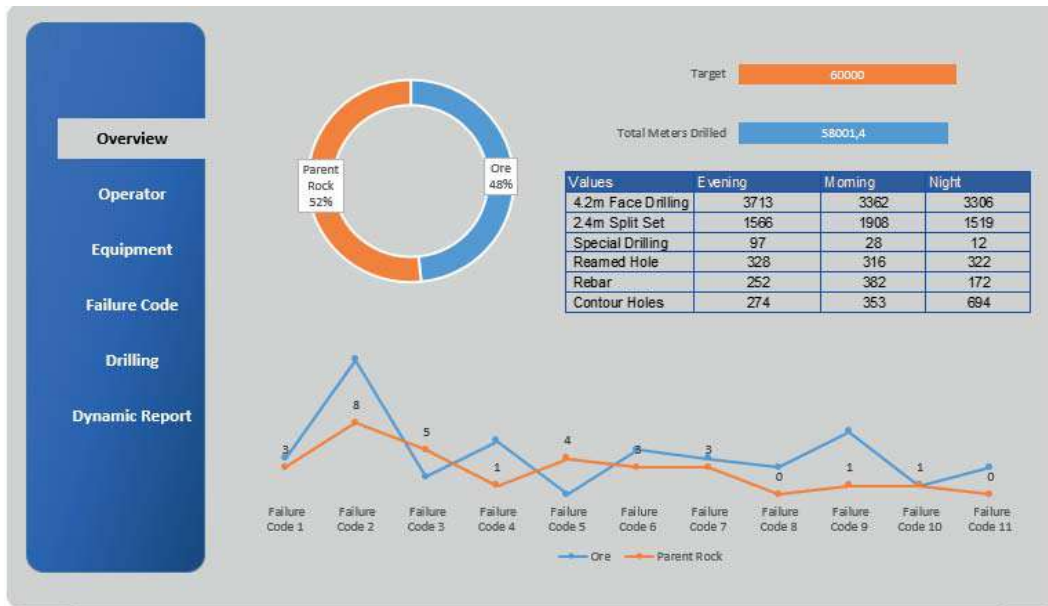 Overview
Operator
Equipment
Failure Code
Drilling
Dynamic Report
Parent
Rock
52%
Ore
48%
Target 60000
Total Meters Drilled 58001,4
Values Evening Morning Night
4.2m Face Drilling 3713 3362 3306
2.4m Split Set 1566 1908 1519
Special Drilling 97 28 12
Reamed Hole 328 316 322
Rebar 252 382 172
Contour Holes 274 353 694
3 8 5 1 4 3 3 0 1 1 0
Failure Failure Failure Failure Failure Failure Failure Failure Failure Failure Failure
Code 1 Code 2 Code 3 Code 4 Code 5 Code 6 Code 7 Code 8 Code 9 Code 10 Code 11
Ore Parent Rock